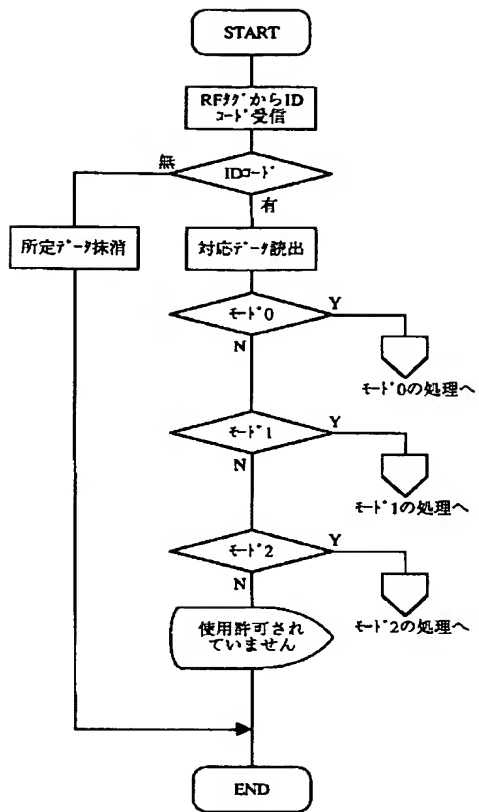 START
RFﾀｸﾞからID
ｺｰﾄﾞ受信
無
IDｺｰﾄﾞ
有
所定ﾃﾞｰﾀ抹消
対応ﾃﾞｰﾀ読出
ﾓｰﾄﾞ0
Y
N
ﾓｰﾄﾞ0の処理へ
ﾓｰﾄﾞ1
Y
N
ﾓｰﾄﾞ1の処理へ
ﾓｰﾄﾞ2
Y
N
ﾓｰﾄﾞ2の処理へ
使用許可され
ていません
END